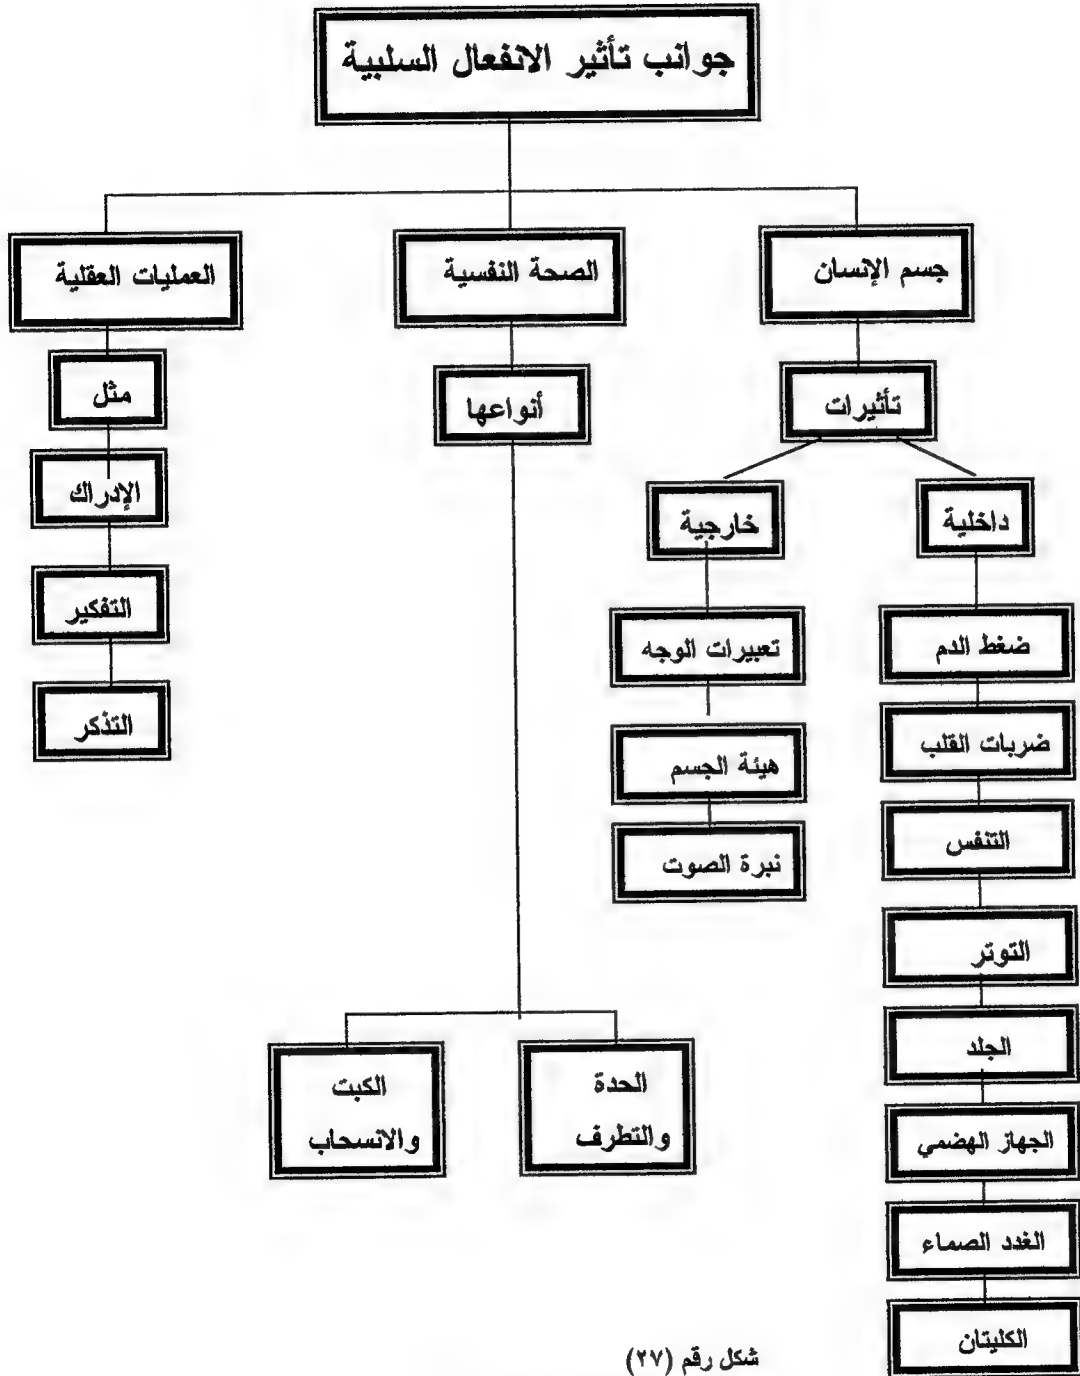 جوانب تأثير الانفعال السلبية
جسم الإنسان
الصحة النفسية
العمليات العقلية
تأثيرات
أنواعها
مثل
داخلية
خارجية
الإدراك
التفكير
التذكر
تعبيرات الوجه
هيئة الجسم
نبرة الصوت
ضغط الدم
ضربات القلب
التنفس
التوتر
الجلد
الجهاز الهضمي
الغدد الصماء
الكليتان
الحدة
والتطرف
الكبت
والانسحاب
شكل رقم (٢٧)